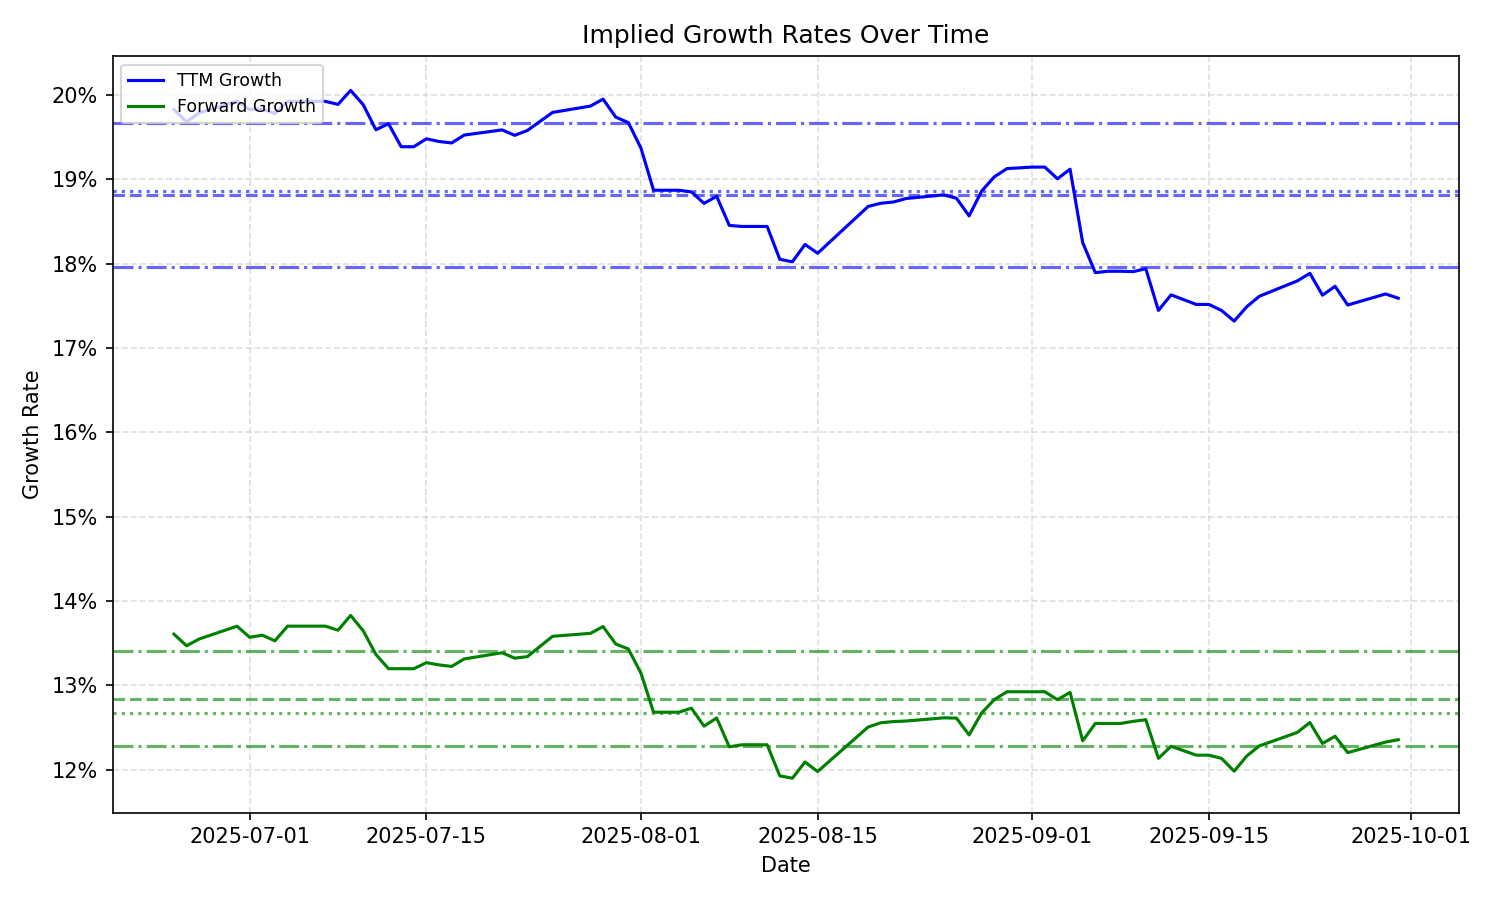 Implied Growth Rates Over Time
TTM Growth
Forward Growth
20%
19%
18%
17%
16%
15%
14%
13%
12%
Growth Rate
2025-07-01 2025-07-15 2025-08-01 2025-08-15 2025-09-01 2025-09-15 2025-10-01
Date